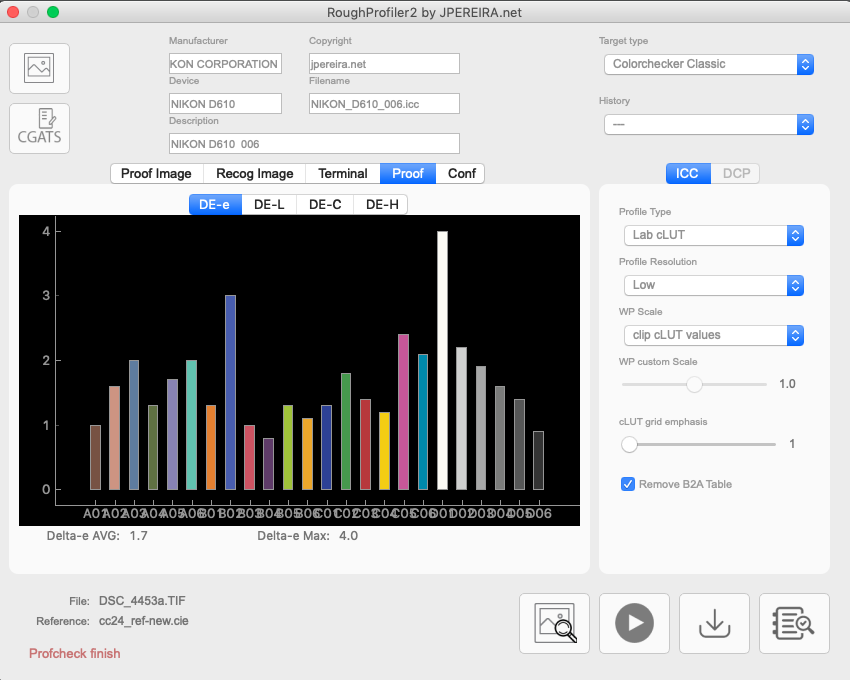 RoughProfiler2 by JPEREIRA.net
Manufacturer
Copyright
Target type
KON CORPORATION
jpereira.net
Colorchecker Classic
Device
Filename
History
NIKON D610
NIKON_D610_006.icc
---
Description
CGATS
NIKON D610 006
Proof Image Recog Image Terminal Proof Conf
ICC DCP
DE-e DE-L DE-C DE-H
4
3
2
1
0
A01 A02 A03 A04 A05 A06 B01 B02 B03 B04 B05 B06 C01 C02 C03 C04 C05 C06 D01 D02 D03 D04 D05 D06
Delta-e AVG: 1.7
Delta-e Max: 4.0
Profile Type
Lab cLUT
Profile Resolution
Low
WP Scale
clip cLUT values
WP custom Scale
1.0
cLUT grid emphasis
1
Remove B2A Table
File: DSC_4453a.TIF
Reference: cc24_ref-new.cie
Profcheck finish